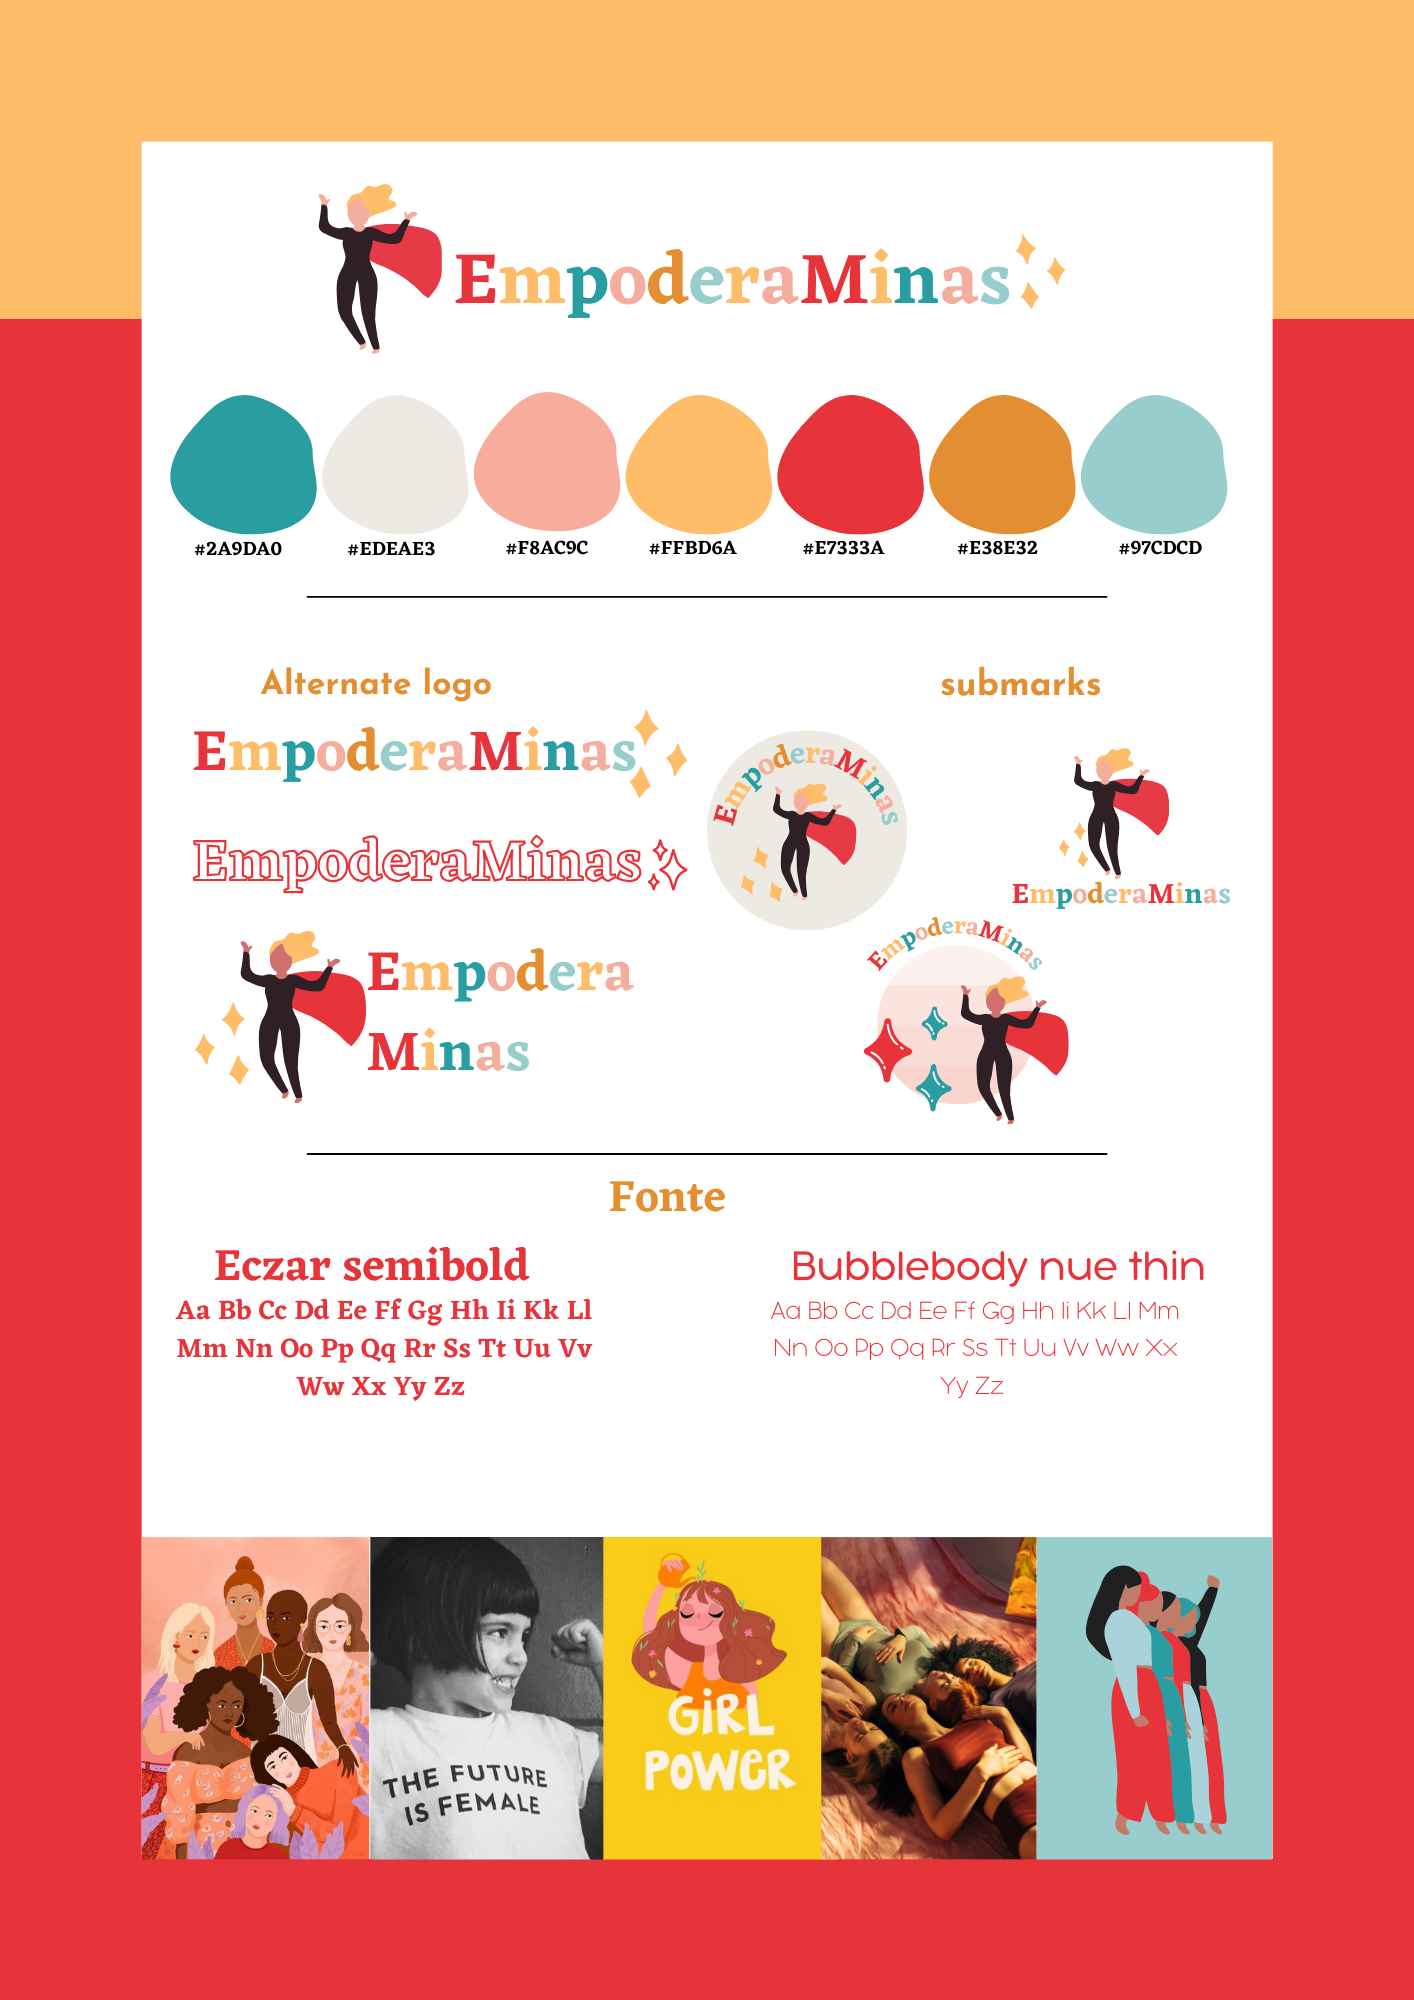 EmpoderaMinas
#2A9DA0 #EDEAE3 #F8AC9C #FFBD6A #E7333A #E38E32 #97CDCD
Alternate logo
submarks
EmpoderaMinas
EmpoderaMinas
Empodera
Minas
EmpoderaMinas
EmpoderaMinas
EmpoderaMinas
Fonte
Eczar semibold
Aa Bb Cc Dd Ee Ff Gg Hh Ii Kk Ll
Mm Nn Oo Pp Qq Rr Ss Tt Uu Vv
Ww Xx Yy Zz
Bubblebody nue thin
Aa Bb Cc Dd Ee Ff Gg Hh Ii Kk Ll Mm
Nn Oo Pp Qq Rr Ss Tt Uu Vv Ww Xx
Yy Zz
THE FUTURE
IS FEMALE
GiRL
POWER